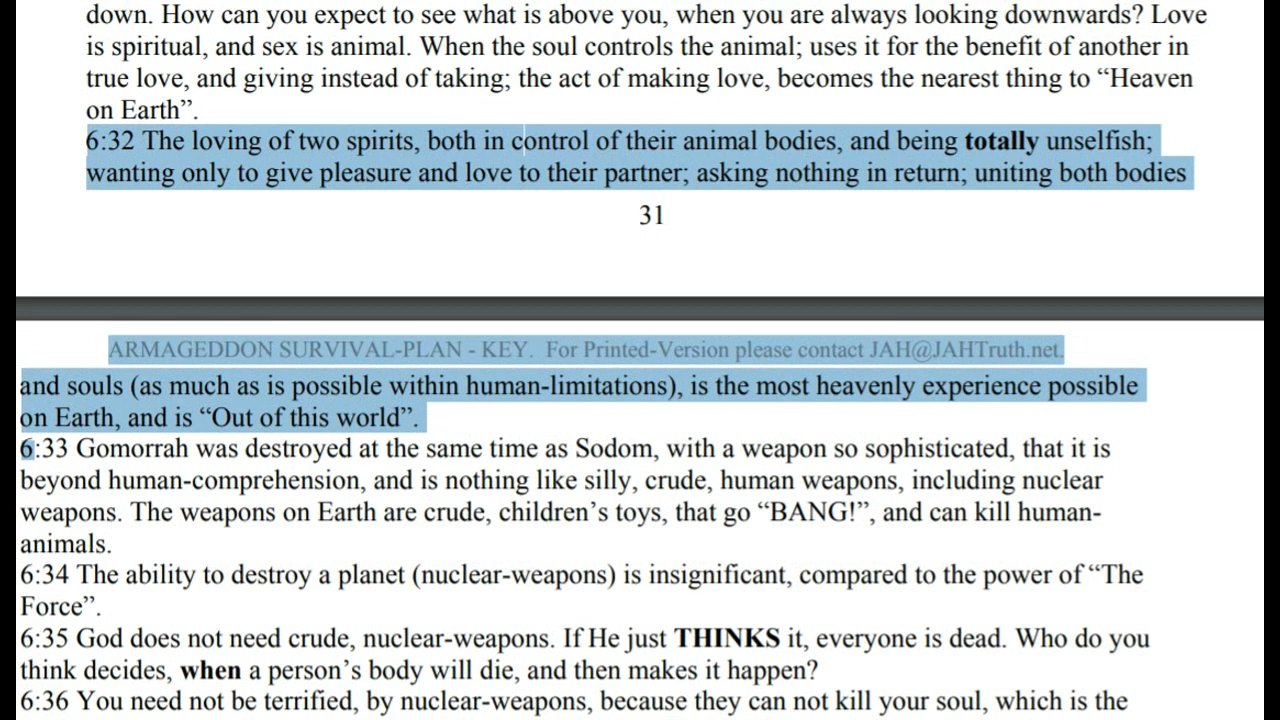 down. How can you expect to see what is above you, when you are always looking downwards? Love
is spiritual, and sex is animal. When the soul controls the animal; uses it for the benefit of another in
true love, and giving instead of taking; the act of making love, becomes the nearest thing to “Heaven
on Earth”.
6:32 The loving of two spirits, both in control of their animal bodies, and being totally unselfish;
wanting only to give pleasure and love to their partner; asking nothing in return; uniting both bodies
31
ARMAGEDDON SURVIVAL-PLAN - KEY. For Printed-Version please contact JAH@JAHTruth.net.
and souls (as much as is possible within human-limitations), is the most heavenly experience possible
on Earth, and is “Out of this world”.
6:33 Gomorrah was destroyed at the same time as Sodom, with a weapon so sophisticated, that it is
beyond human-comprehension, and is nothing like silly, crude, human weapons, including nuclear
weapons. The weapons on Earth are crude, children’s toys, that go “BANG!”, and can kill human-
animals.
6:34 The ability to destroy a planet (nuclear-weapons) is insignificant, compared to the power of “The
Force”.
6:35 God does not need crude, nuclear-weapons. If He just THINKS it, everyone is dead. Who do you
think decides, when a person’s body will die, and then makes it happen?
6:36 You need not be terrified, by nuclear-weapons, because they can not kill your soul, which is the